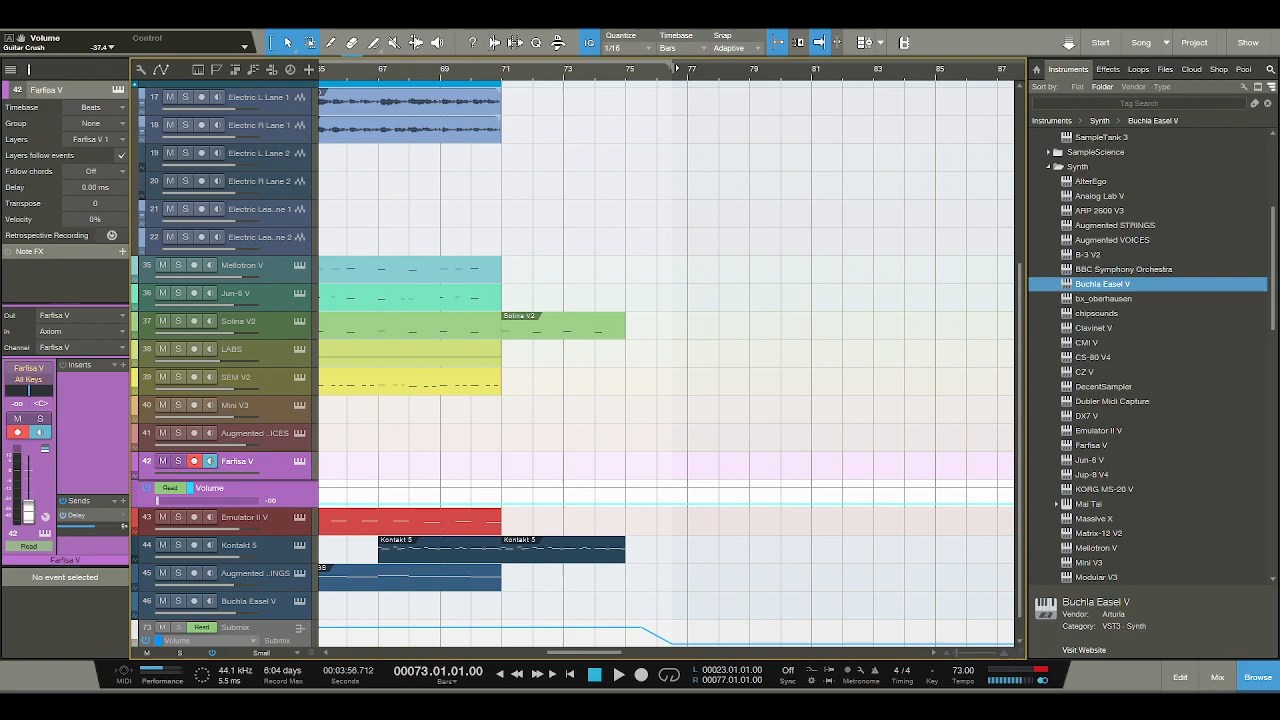 Volume Control
Guitar Crush -37.4
Quantize Timebase Snap
1/16 Bars Adaptive
IQ
Start Song Project Show
42 Farfisa V
Timebase Beats
Group None
Layers Farfisa V 1
Layers follow events
Follow chords Off
Delay 0.00 ms
Transpose 0
Velocity 0%
Retrospective Recording
Note FX
Out Farfisa V
In Axiom
Channel Farfisa V
Farfisa V
All Keys
-oo <C>
M S
Inserts
Sends
Delay
42
Read
Farfisa V
No event selected
65 67 69 71 73 75 77 79 81 83 85 87
17 M S Electric L Lane 1
18 M S Electric R Lane 1
19 M S Electric L Lane 2
20 M S Electric R Lane 2
21 M S Electric Lea...ne 1
22 M S Electric Lea...ne 2
35 M S Mellotron V
36 M S Jun-6 V
37 M S Solina V2
Solina V2
38 M S LABS
39 M S SEM V2
40 M S Mini V3
41 M S Augmented ..ICES
42 M S Farfisa V
Read Volume
-oo
43 M S Emulator II V
44 M S Kontakt 5
Kontakt 5 Kontakt 5
45 M S Augmented ..INGS
46 M S Buchla Easel V
73 M S Read Submix
Volume Submix
M S Small
Instruments Effects Loops Files Cloud Shop Pool
Sort by: Flat Folder Vendor Type
Tag Search
Instruments Synth Buchla Easel V
SampleTank 3
SampleScience
Synth
AlterEgo
Analog Lab V
ARP 2600 V3
Augmented STRINGS
Augmented VOICES
B-3 V2
BBC Symphony Orchestra
Buchla Easel V
bx_oberhausen
chipsounds
Clavinet V
CMI V
CS-80 V4
CZ V
DecentSampler
Dubler Midi Capture
DX7 V
Emulator II V
Farfisa V
Jun-6 V
Jup-8 V4
KORG MS-20 V
Mai Tai
Massive X
Matrix-12 V2
Mellotron V
Mini V3
Modular V3
Buchla Easel V
Vendor: Arturia
Category: VST3 - Synth
Visit Website
MIDI Performance
44.1 kHz
5.5 ms
6:04 days
Record Max
00:03:56.712
Seconds
00073.01.01.00
Bars
L 00023.01.01.00
R 00077.01.01.00
Off
Sync
Metronome
4 / 4
Timing
Key
73.00
Tempo
Edit Mix Browse